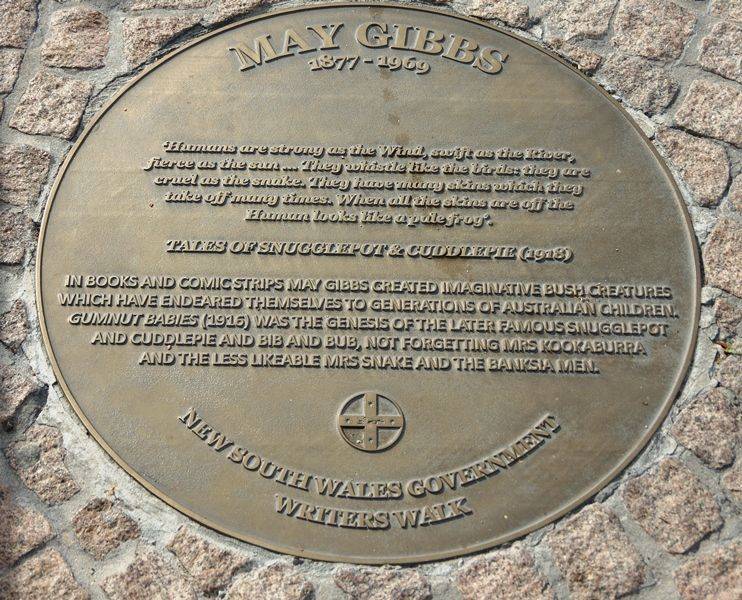 MAY GIBBS
1877 - 1969
'Humans are strong as the Wind, swift as the River,
fierce as the sun ... They whistle like the birds: they are
cruel as the snake. They have many skins which they
take off many times. When all the skins are off the
Human looks like a pale frog'.
TALES OF SNUGGLEPOT & CUDDLEPIE (1918)
IN BOOKS AND COMIC STRIPS MAY GIBBS CREATED IMAGINATIVE BUSH CREATURES
WHICH HAVE ENDEARED THEMSELVES TO GENERATIONS OF AUSTRALIAN CHILDREN.
GUMNUT BABIES (1916) WAS THE GENESIS OF THE LATER FAMOUS SNUGGLEPOT
AND CUDDLEPIE AND BIB AND BUB, NOT FORGETTING MRS KOOKABURRA
AND THE LESS LIKEABLE MRS SNAKE AND THE BANKSIA MEN.
NEW SOUTH WALES GOVERNMENT
WRITERS WALK